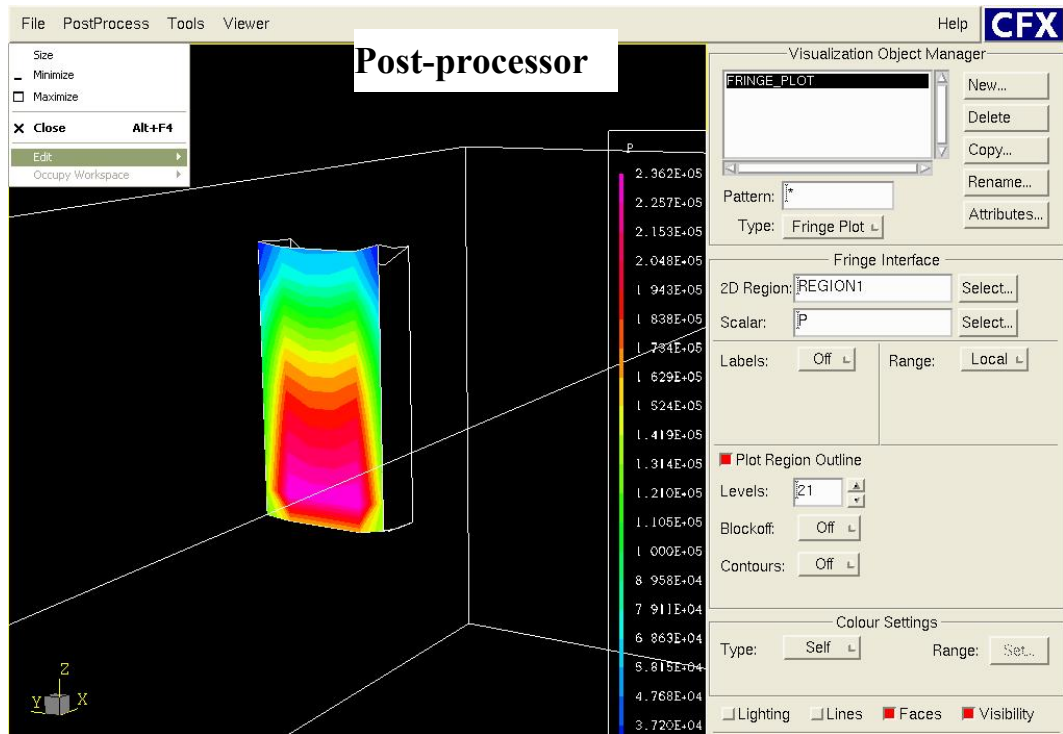 File PostProcess Tools Viewer Help CFX
Size
Minimize
Maximize
Close Alt+F4
Edit
Occupy Workspace
Post-processor
P
2.362E+05
2.257E+05
2.153E+05
2.048E+05
1 943E+05
1 838E+05
1 734E+05
1 629E+05
1 524E+05
1.419E+05
1.314E+05
1.210E+05
1.105E+05
1 000E+05
8 958E+04
7 911E+04
6 863E+04
5.815E+04
4.768E+04
3.720E+04
Z
Y X
Visualization Object Manager
FRINGE_PLOT
New...
Delete
Copy...
Rename...
Attributes...
Pattern: *
Type: Fringe Plot
Fringe Interface
2D Region: REGION1 Select...
Scalar: P Select...
Labels: Off Range: Local
Plot Region Outline
Levels: 21
Blockoff: Off
Contours: Off
Colour Settings
Type: Self Range: Set...
Lighting Lines Faces Visibility